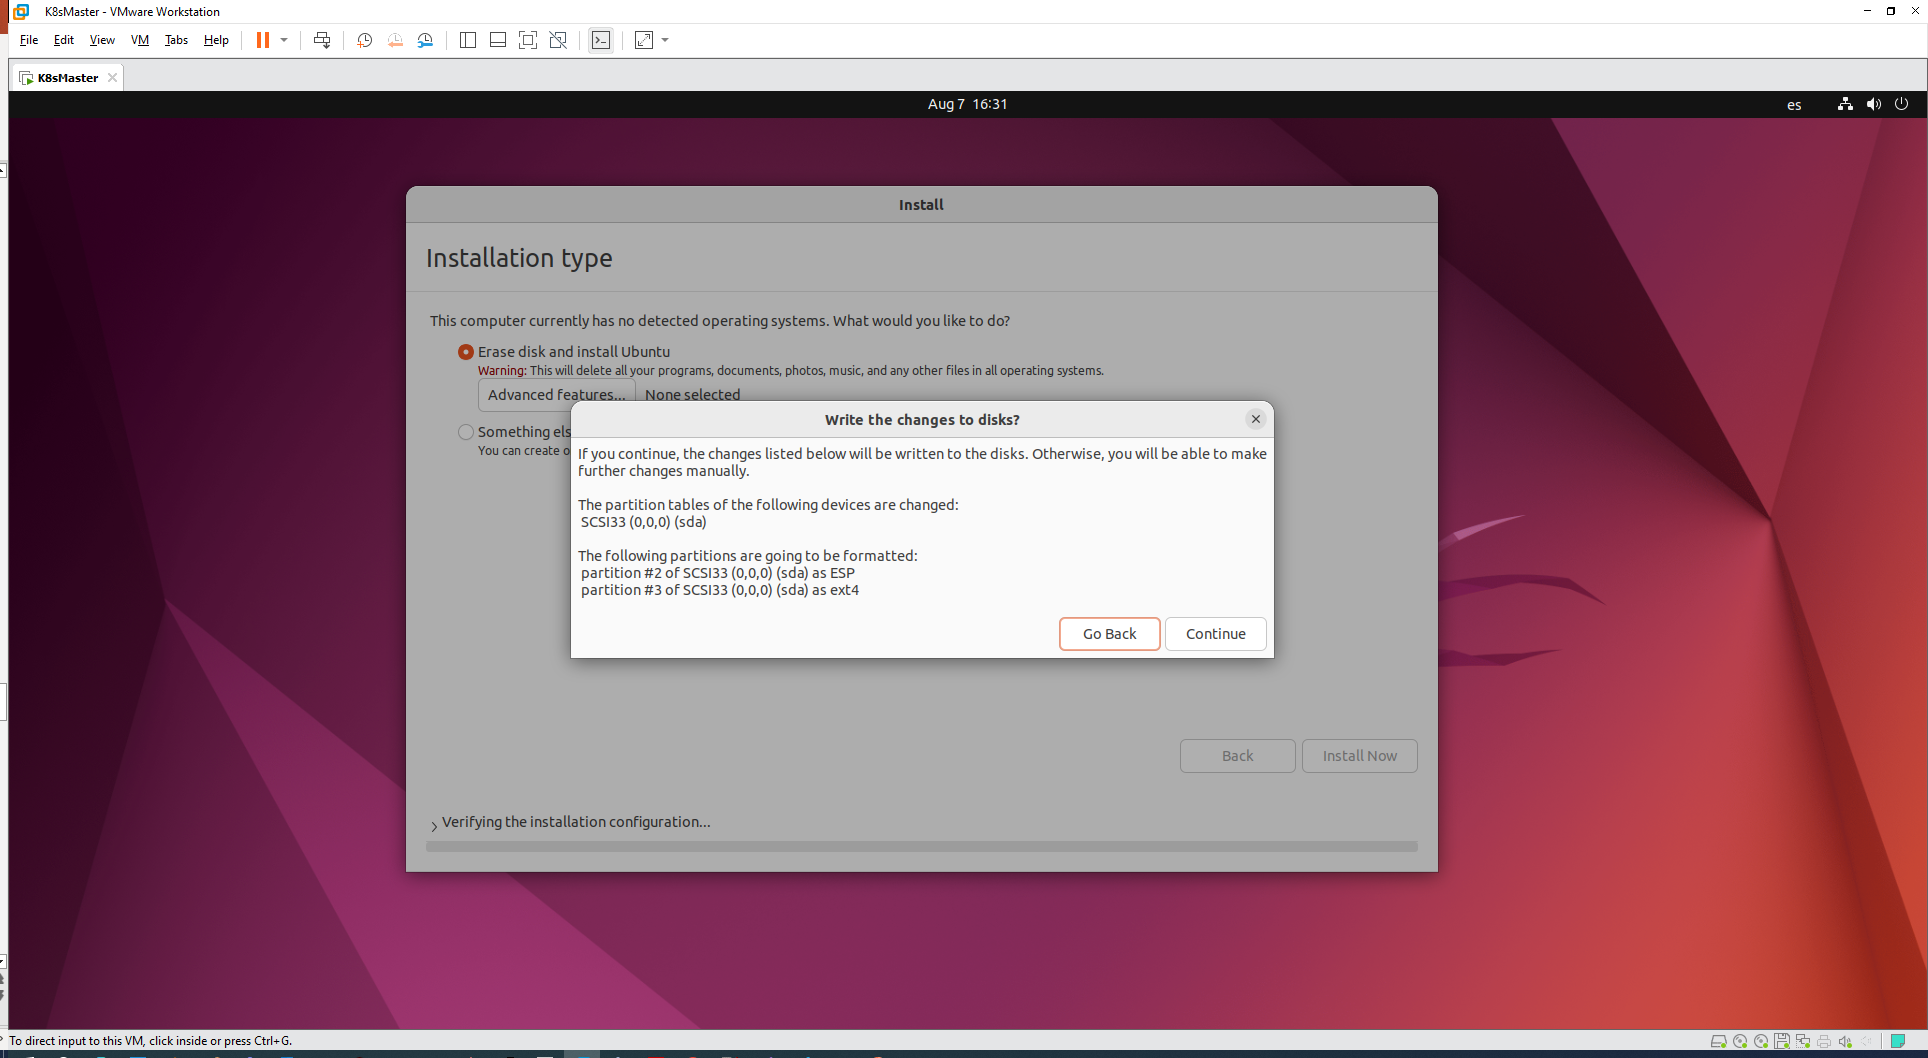 K8sMaster - VMware Workstation
File Edit View VM Tabs Help
K8sMaster
Aug 7 16:31
es
Install
Installation type
This computer currently has no detected operating systems. What would you like to do?
Erase disk and install Ubuntu
Warning: This will delete all your programs, documents, photos, music, and any other files in all operating systems.
Advanced features... None selected
Something els
You can create o
Write the changes to disks?
If you continue, the changes listed below will be written to the disks. Otherwise, you will be able to make
further changes manually.
The partition tables of the following devices are changed:
SCSI33 (0,0,0) (sda)
The following partitions are going to be formatted:
partition #2 of SCSI33 (0,0,0) (sda) as ESP
partition #3 of SCSI33 (0,0,0) (sda) as ext4
Go Back Continue
Back Install Now
Verifying the installation configuration...
To direct input to this VM, click inside or press Ctrl+G.